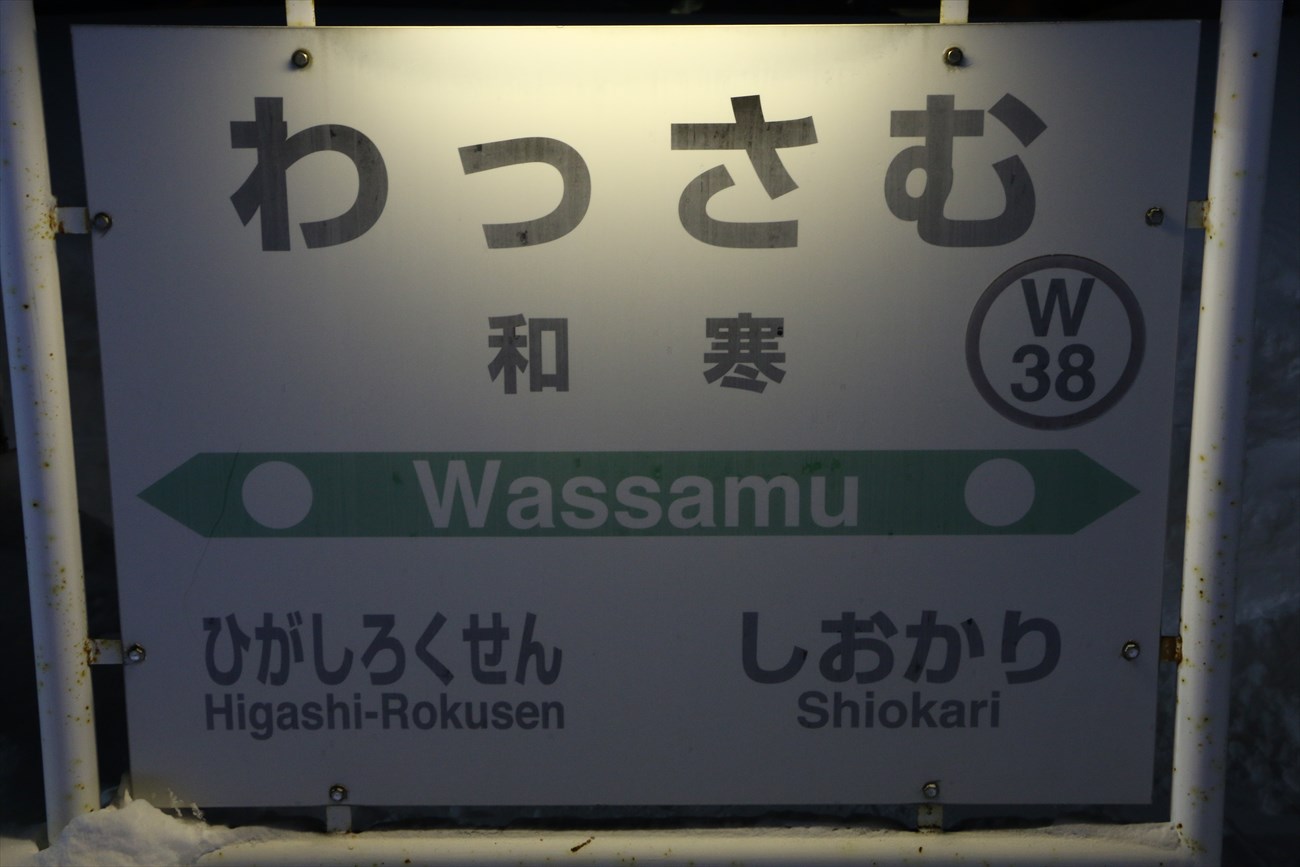 わっさむ
和寒
W
38
Wassamu
ひがしろくせん
Higashi-Rokusen
しおかり
Shiokari